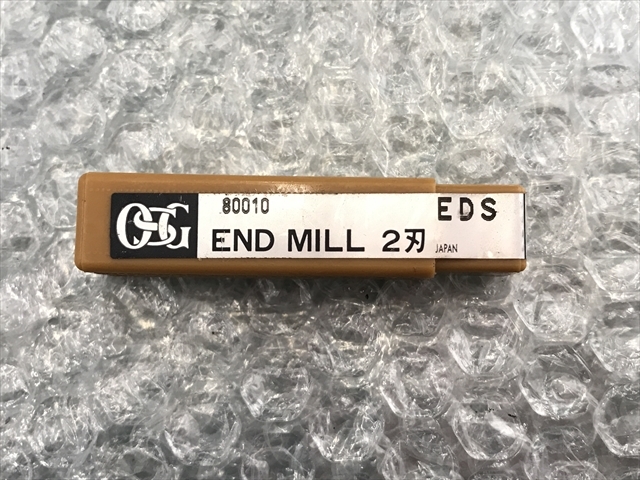 OSG
80010 EDS
END MILL 2刃 JAPAN